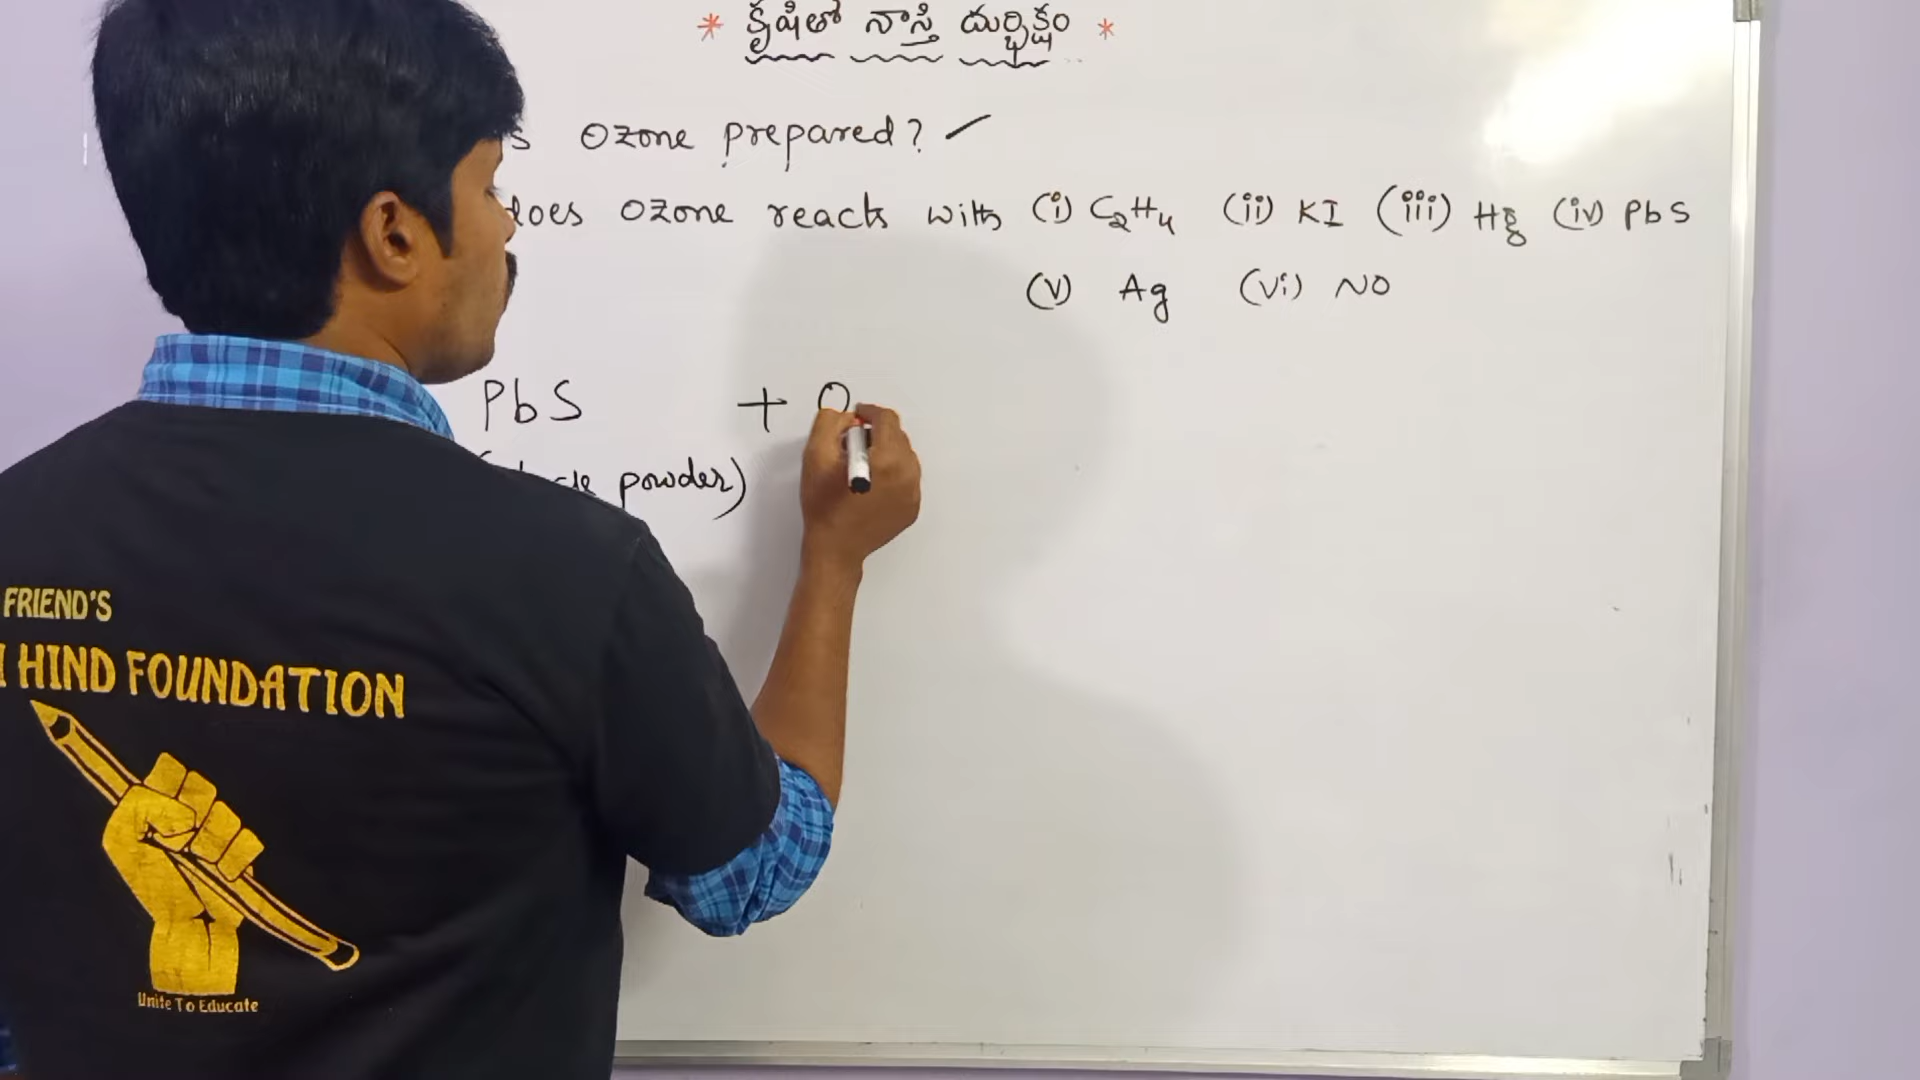 * కృషితో నాస్తి దుర్భిక్షం *
s Ozone prepared?
does Ozone reacts with (i) C2H4 (ii) KI (iii) Hg (iv) PbS
(v) Ag (vi) NO
PbS + O
powder)
FRIEND'S
I HIND FOUNDATION
Unite To Educate